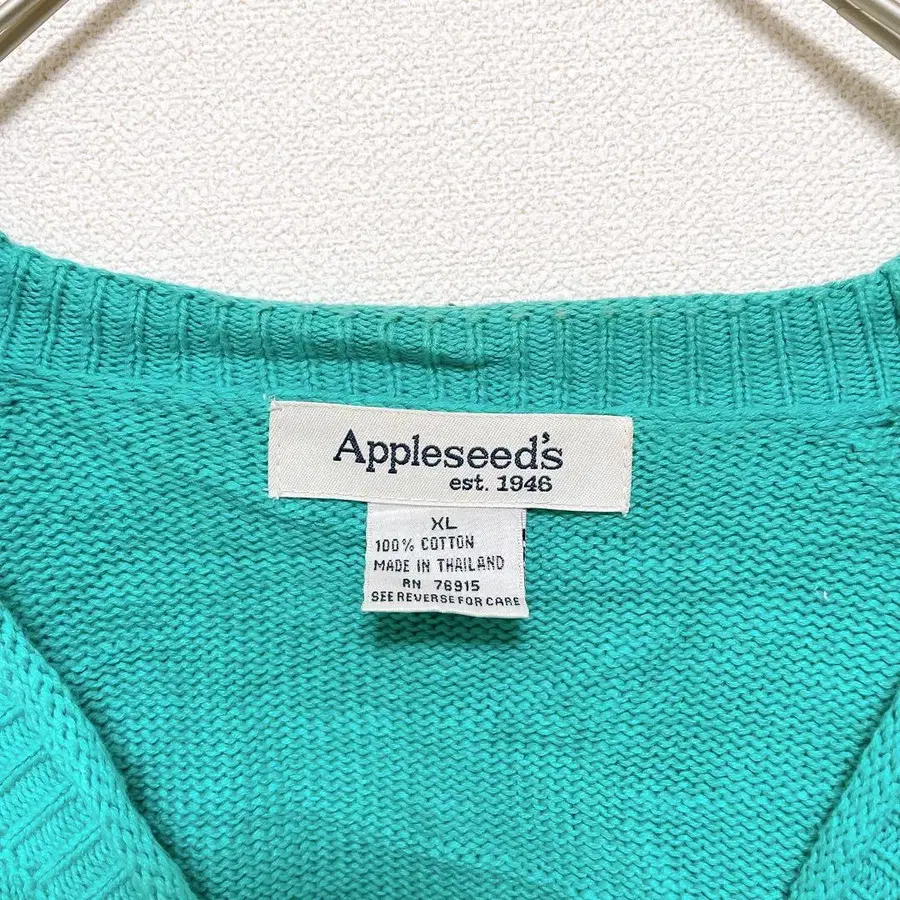 Appleseed's
est. 1946
XL
100% COTTON
MADE IN THAILAND
RN 76915
SEE REVERSE FOR CARE